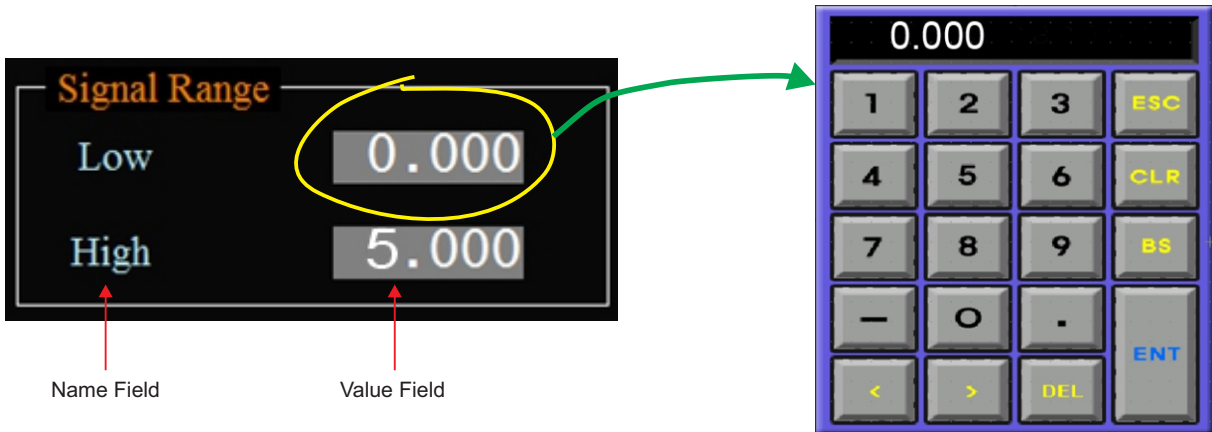 Signal Range
Low 0.000
High 5.000
Name Field Value Field
0.000
1 2 3 ESC
4 5 6 CLR
7 8 9 BS
– 0 . ENT
< > DEL